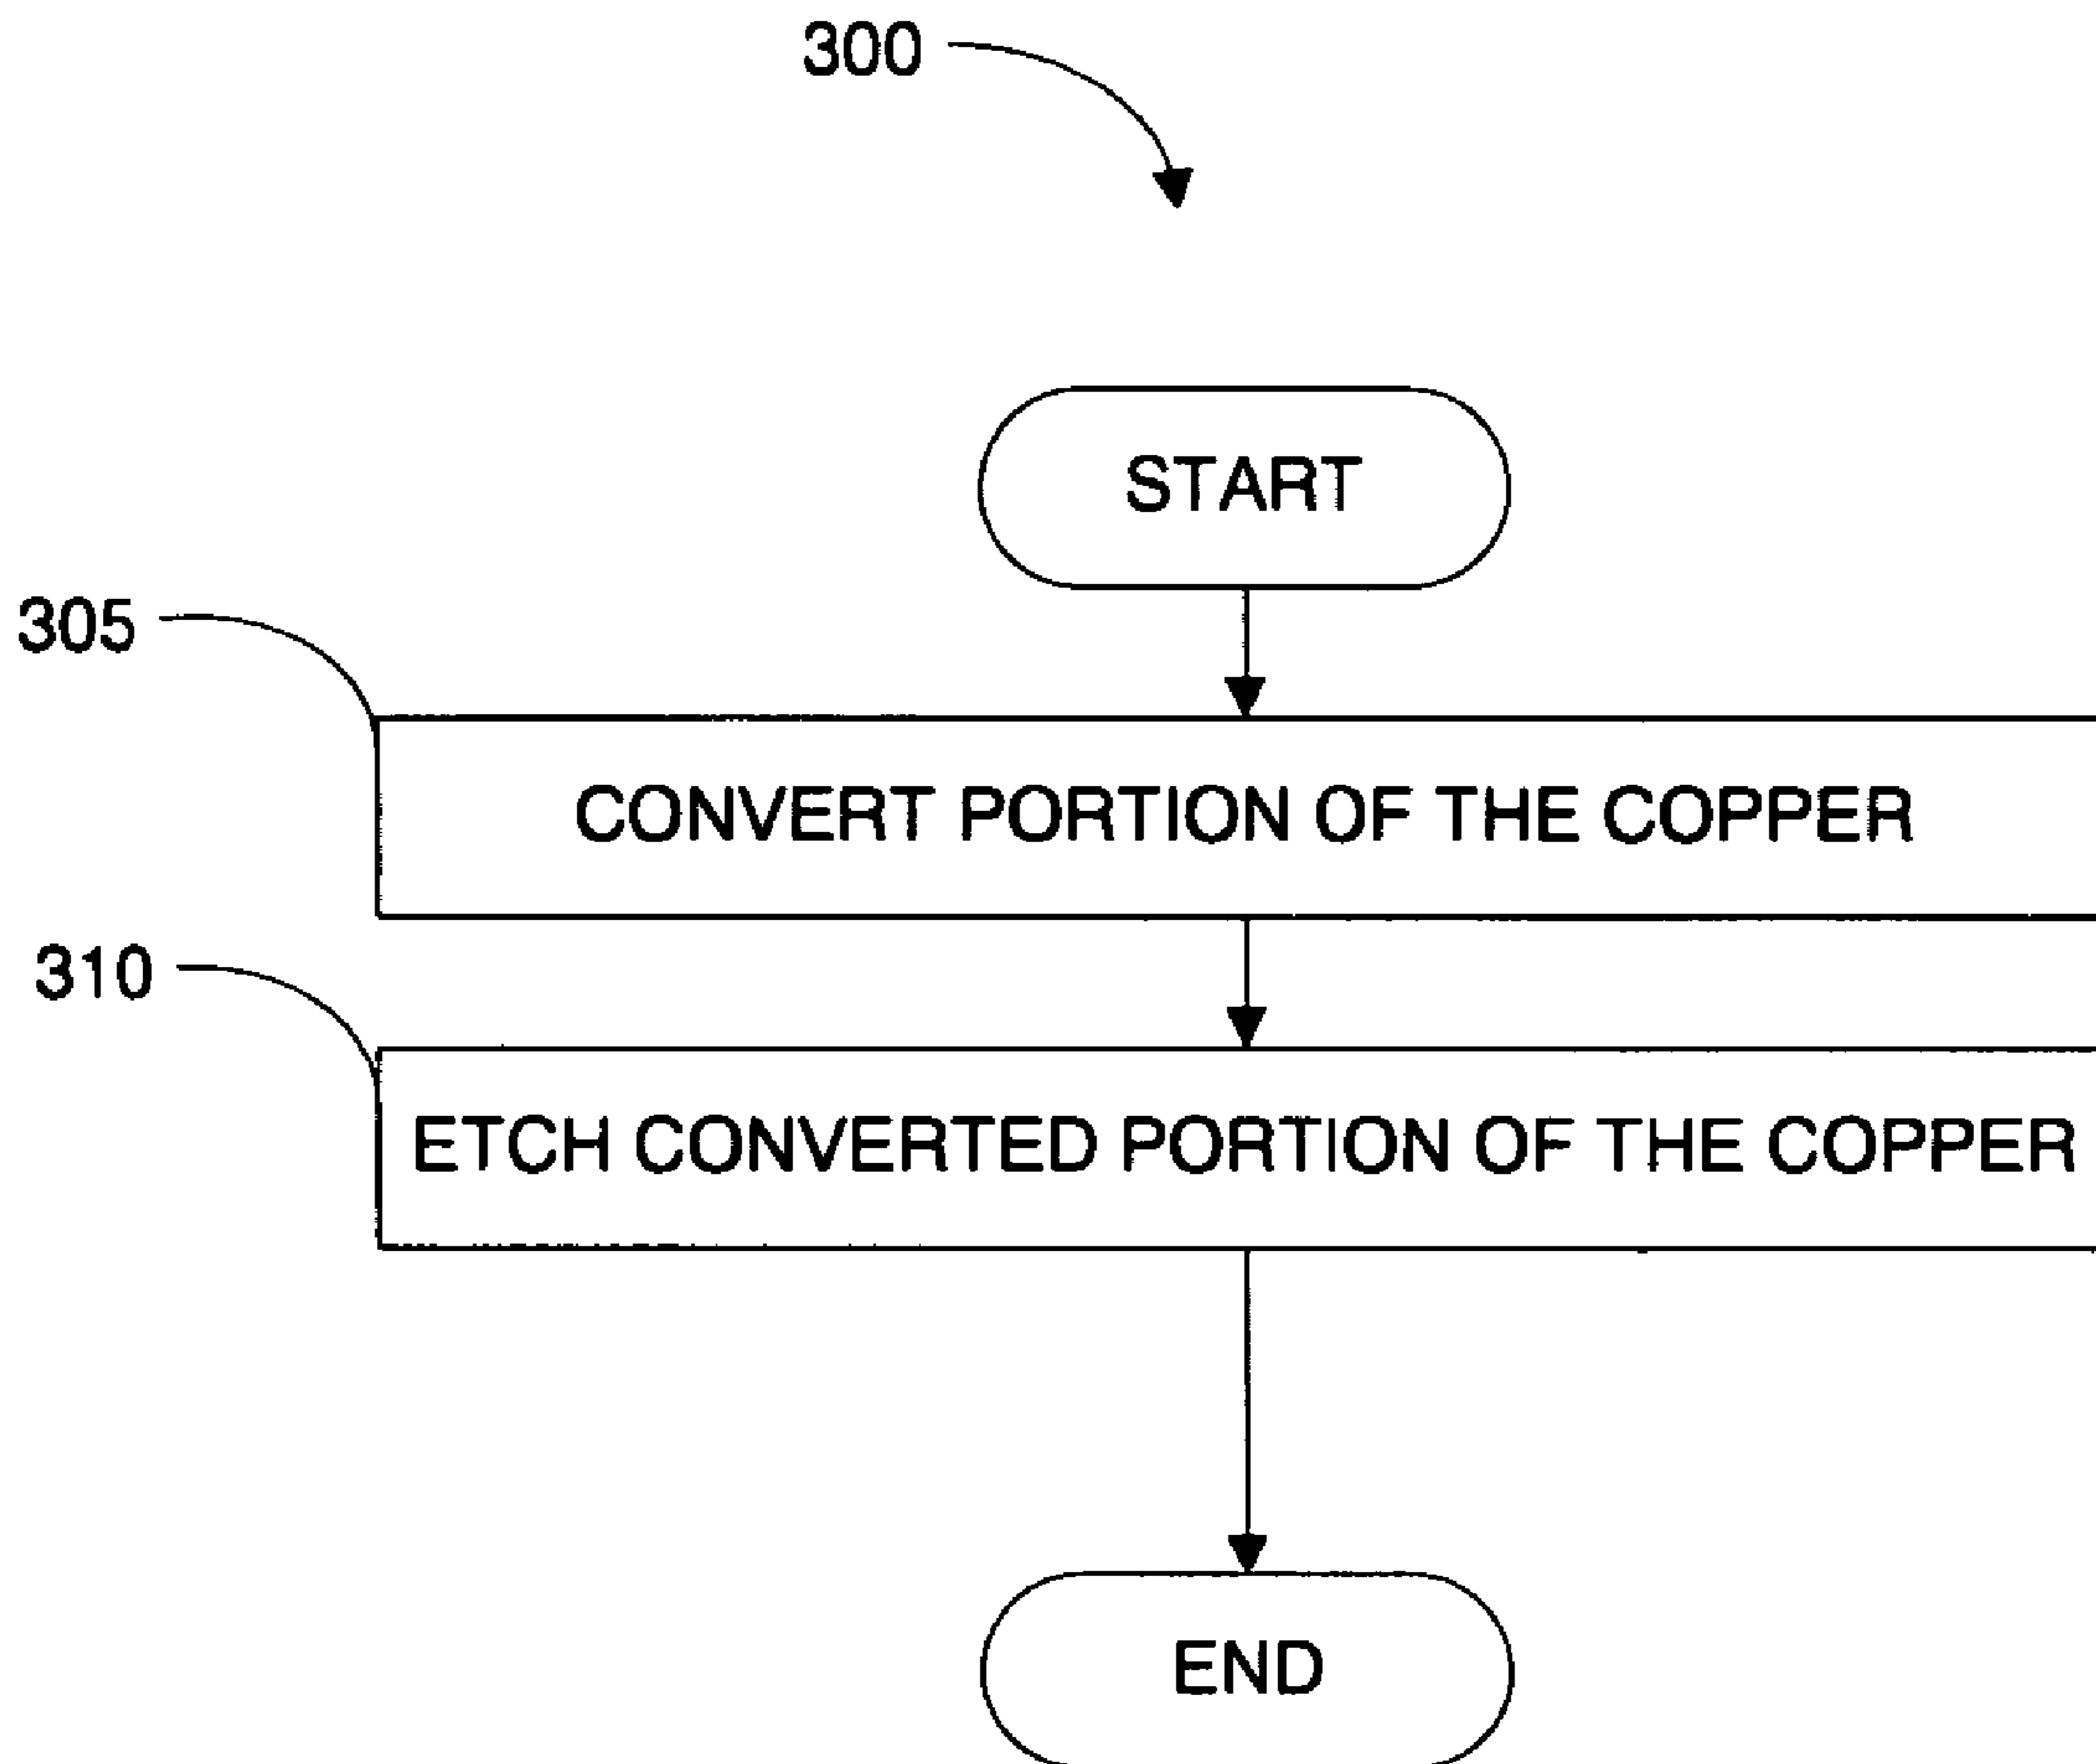 300
START
305
CONVERT PORTION OF THE COPPER
310
ETCH CONVERTED PORTION OF THE COPPER
END